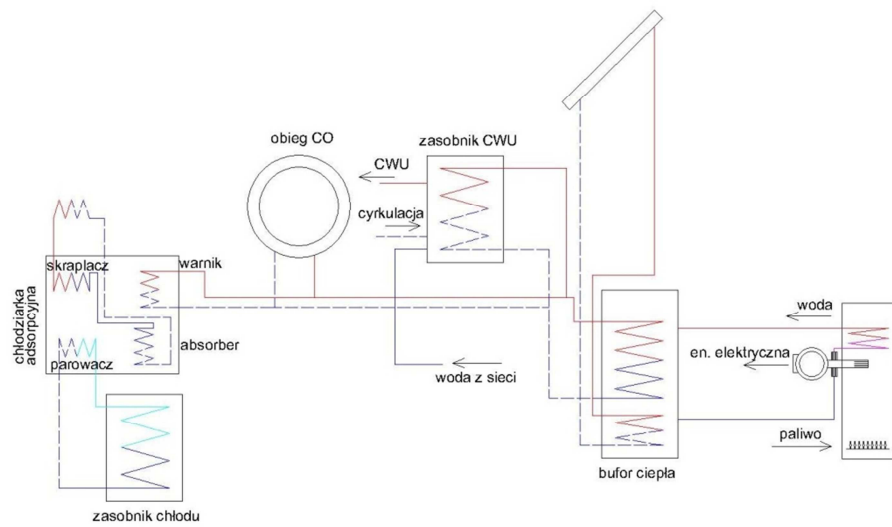 obieg CO
zasobnik CWU
CWU
cyrkulacja
skraplacz
warnik
chłodziarka
adsorpcyjna
absorber
parowacz
woda z sieci
zasobnik chłodu
woda
en. elektryczna
paliwo
bufor ciepła